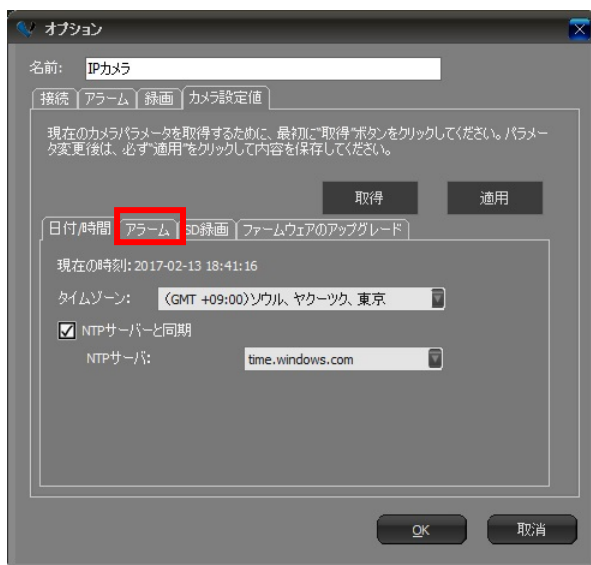 オプション
名前: IPカメラ
接続 アラーム 録画 カメラ設定値
現在のカメラパラメータを取得するために、最初に"取得"ボタンをクリックしてください。パラメー
タ変更後は、必ず"適用"をクリックして内容を保存してください。
取得 適用
日付/時間 アラーム SD録画 ファームウェアのアップグレード
現在の時刻: 2017-02-13 18:41:16
タイムゾーン: (GMT +09:00)ソウル、ヤクーツク、東京
NTPサーバーと同期
NTPサーバ: time.windows.com
OK 取消